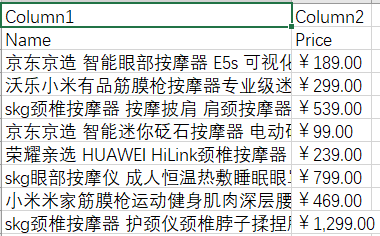 Column1 Column2
Name Price
京东京造 智能眼部按摩器 E5s 可视化 ¥189.00
沃乐小米有品筋膜枪按摩器专业级迷 ¥299.00
skg颈椎按摩器 按摩披肩 肩颈按摩器 ¥539.00
京东京造 智能迷你砭石按摩器 电动 ¥99.00
荣耀亲选 HUAWEI HiLink颈椎按摩器 ¥239.00
skg眼部按摩仪 成人恒温热敷睡眠眼 ¥799.00
小米米家筋膜枪运动健身肌肉深层腰 ¥469.00
skg颈椎按摩器 护颈仪颈椎脖子揉捏 ¥1,299.00